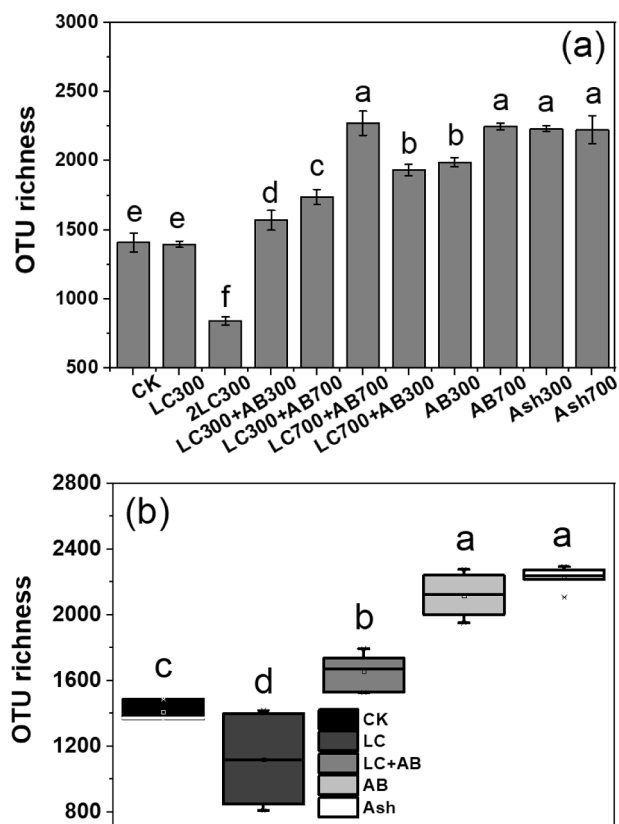 (a)
OTU richness
3000
2500
2000
1500
1000
500
e
e
f
d
c
a
b
b
a
a
a
CK
LC300
2LC300
LC300+AB300
LC300+AB700
LC700+AB700
LC700+AB300
AB300
AB700
Ash300
Ash700
(b)
OTU richness
2800
2400
2000
1600
1200
800
c
d
b
a
a
CK
LC
LC+AB
AB
Ash